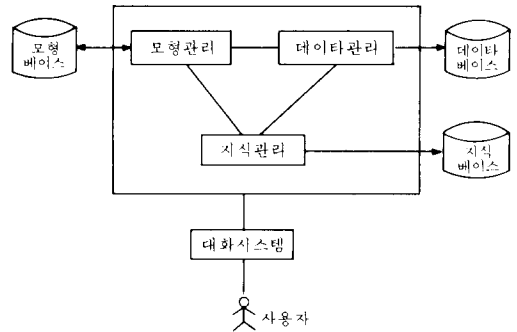 모형
베이스
모형관리
데이타관리
데이타
베이스
지식관리
지식
베이스
대화시스템
사용자